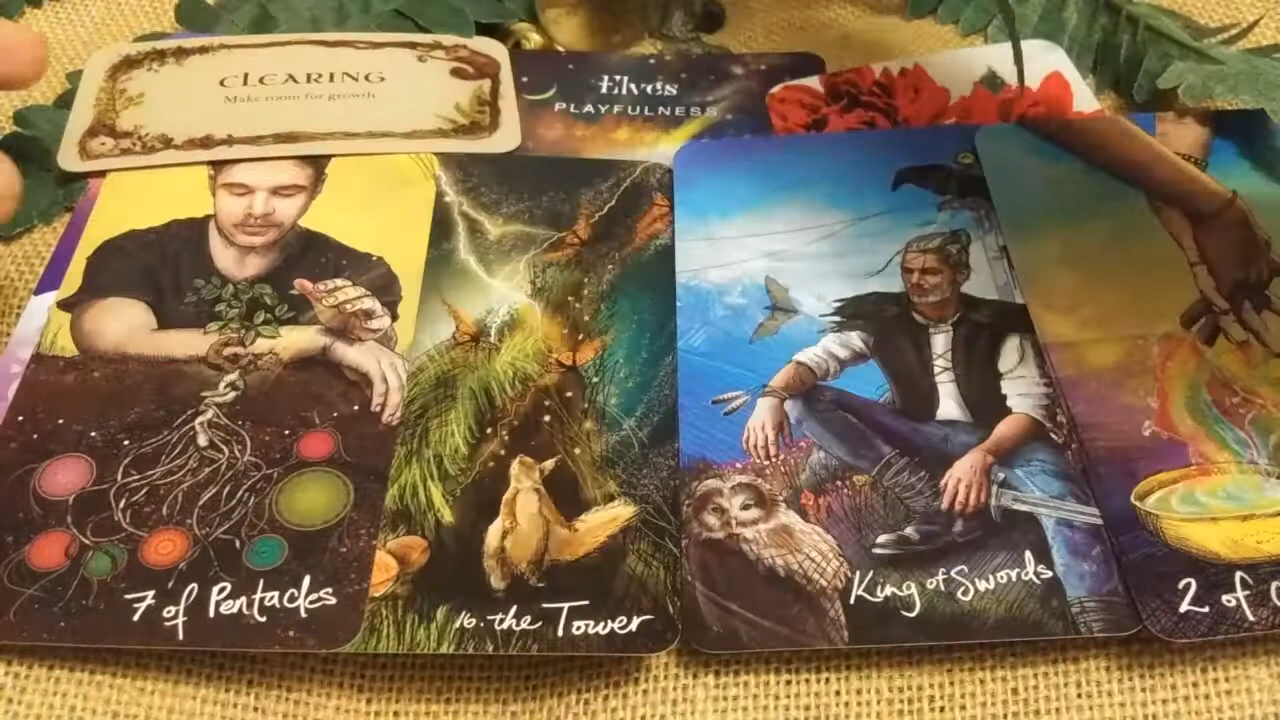 CLEARING
Make room for growth
Elves
PLAYFULNESS
7 of Pentacles
16. the Tower
King of Swords
2 of